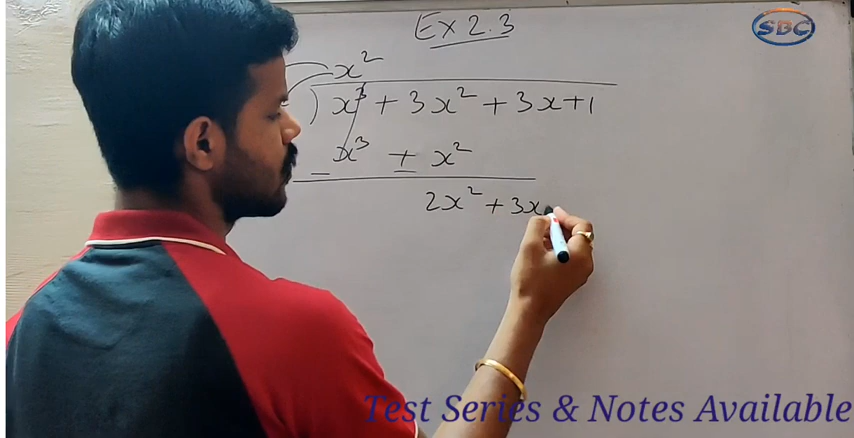 Ex 2.3
SBC
x²
) x³ + 3x² + 3x + 1
x³ + x²
− −
2x² + 3x
Test Series & Notes Available